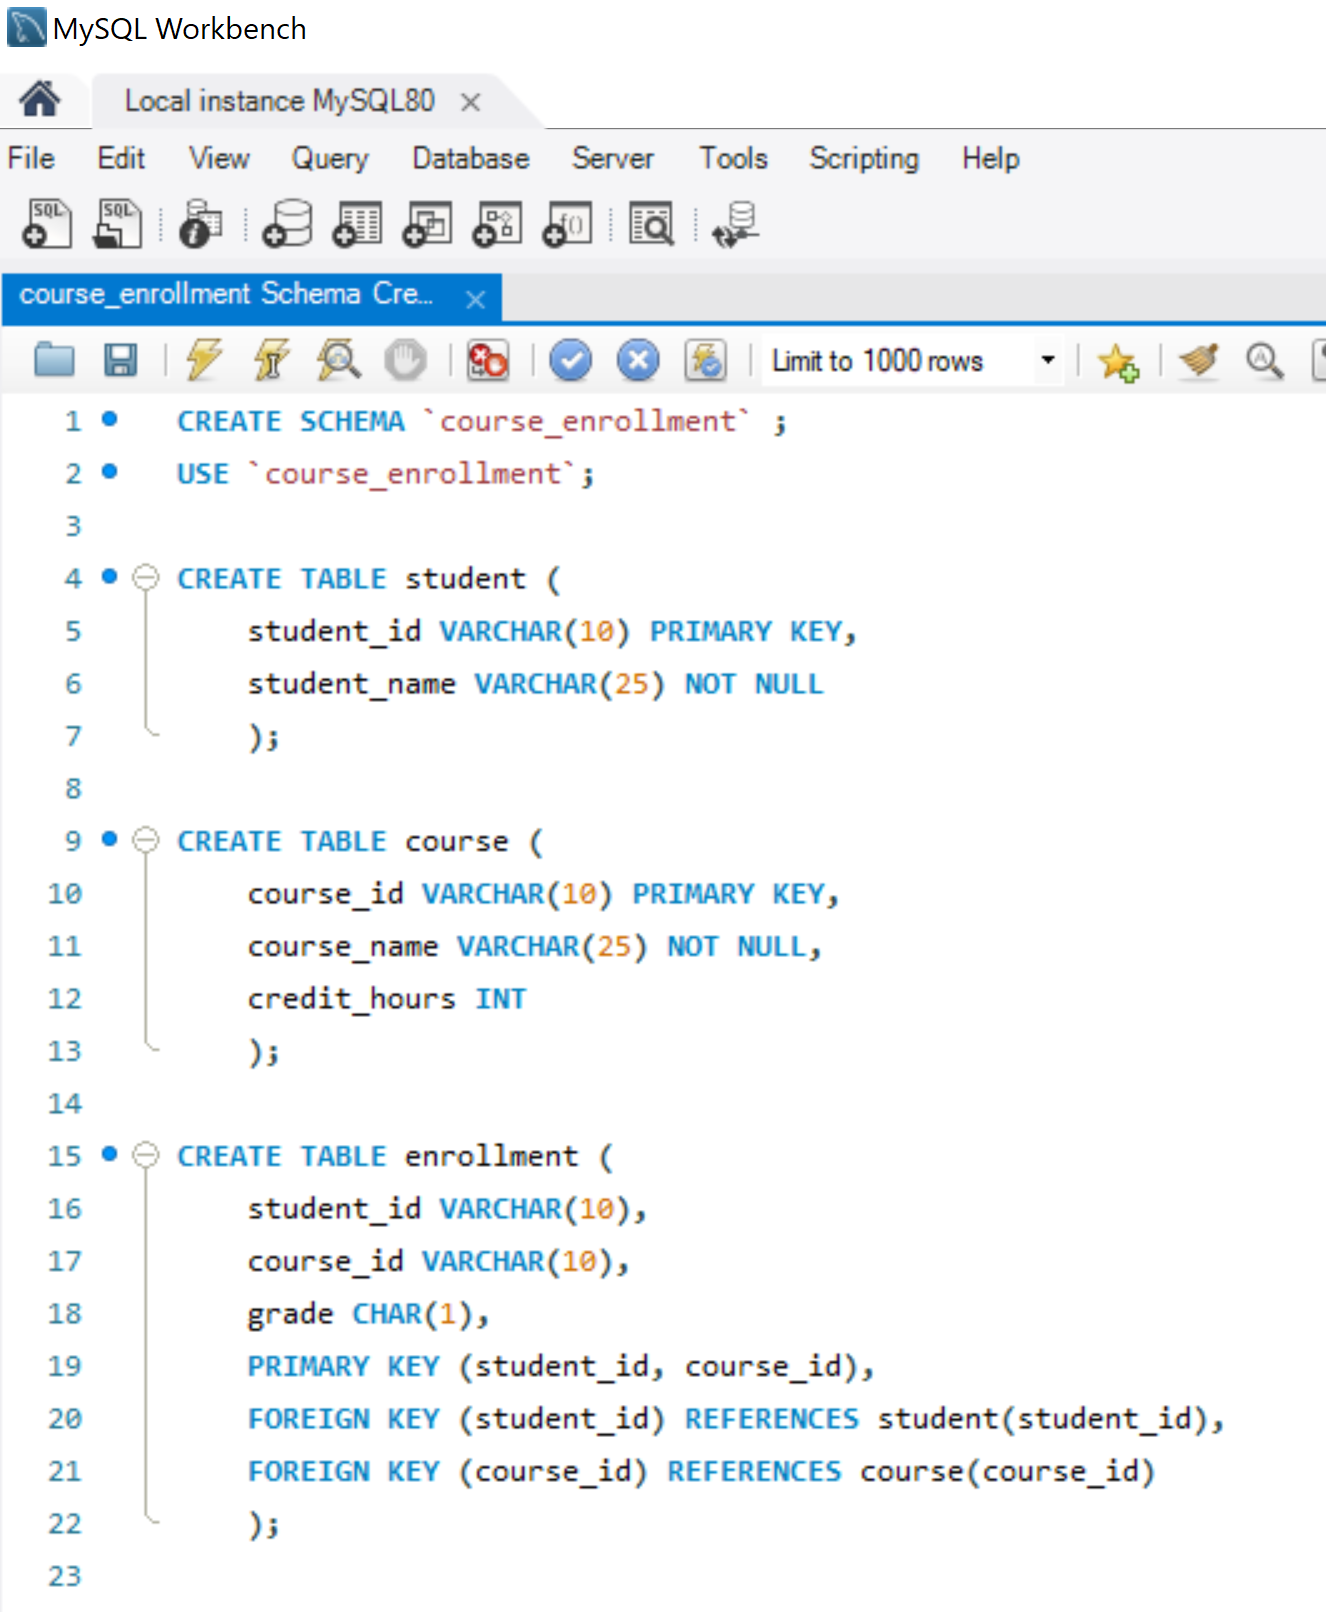 MySQL Workbench
Local instance MySQL80
File Edit View Query Database Server Tools Scripting Help
SQL SQL
course_enrollment Schema Cre...
Limit to 1000 rows
1 CREATE SCHEMA `course_enrollment` ;
2 USE `course_enrollment`;
3
4 CREATE TABLE student (
5 student_id VARCHAR(10) PRIMARY KEY,
6 student_name VARCHAR(25) NOT NULL
7 );
8
9 CREATE TABLE course (
10 course_id VARCHAR(10) PRIMARY KEY,
11 course_name VARCHAR(25) NOT NULL,
12 credit_hours INT
13 );
14
15 CREATE TABLE enrollment (
16 student_id VARCHAR(10),
17 course_id VARCHAR(10),
18 grade CHAR(1),
19 PRIMARY KEY (student_id, course_id),
20 FOREIGN KEY (student_id) REFERENCES student(student_id),
21 FOREIGN KEY (course_id) REFERENCES course(course_id)
22 );
23